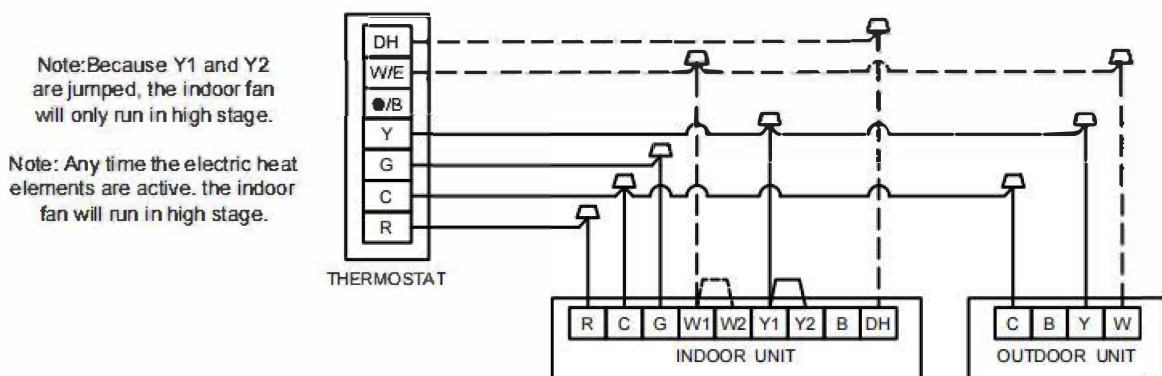 Note:Because Y1 and Y2
are jumped, the indoor fan
will only run in high stage.
Note: Any time the electric heat
elements are active. the indoor
fan will run in high stage.
DH
W/E
●/B
Y
G
C
R
THERMOSTAT
R C G W1 W2 Y1 Y2 B DH
INDOOR UNIT
C B Y W
OUTDOOR UNIT